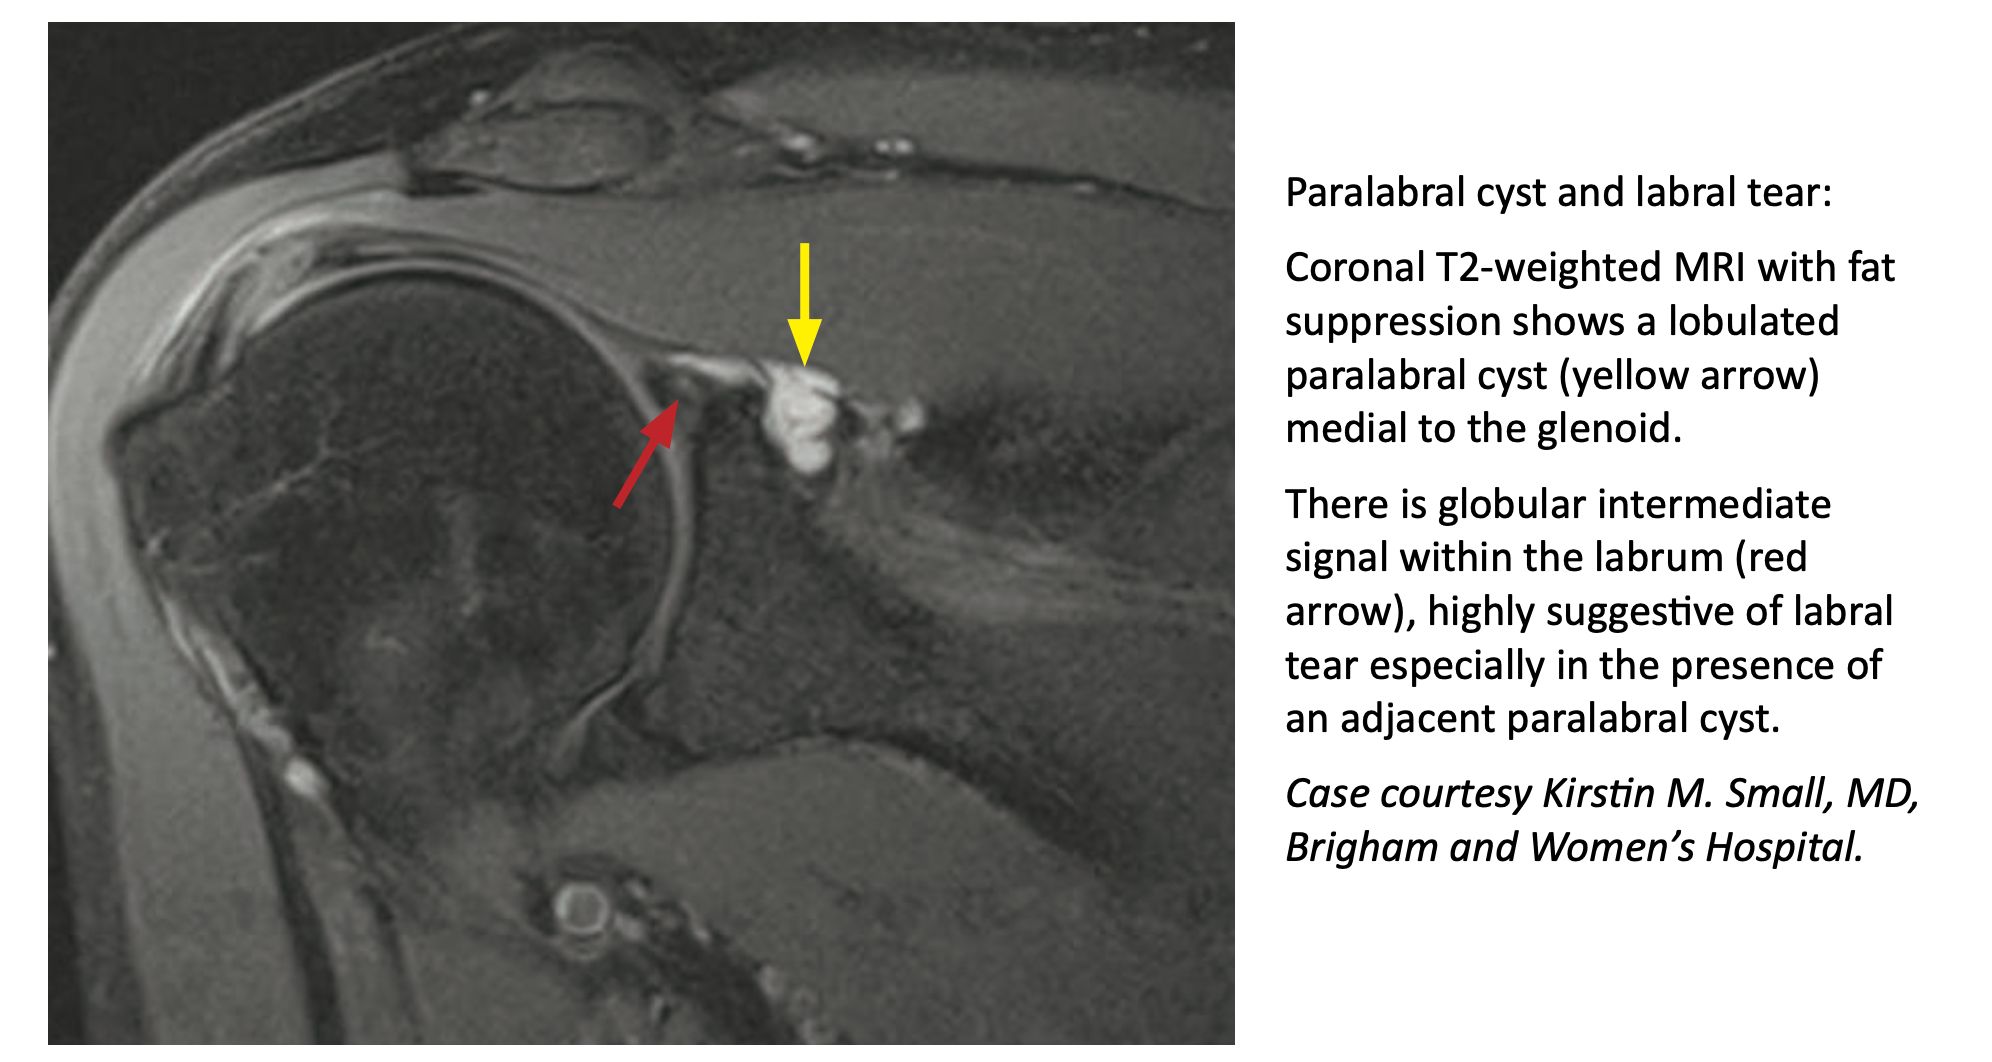 Paralabral cyst and labral tear:
Coronal T2-weighted MRI with fat
suppression shows a lobulated
paralabral cyst (yellow arrow)
medial to the glenoid.
There is globular intermediate
signal within the labrum (red
arrow), highly suggestive of labral
tear especially in the presence of
an adjacent paralabral cyst.
Case courtesy Kirstin M. Small, MD,
Brigham and Women’s Hospital.